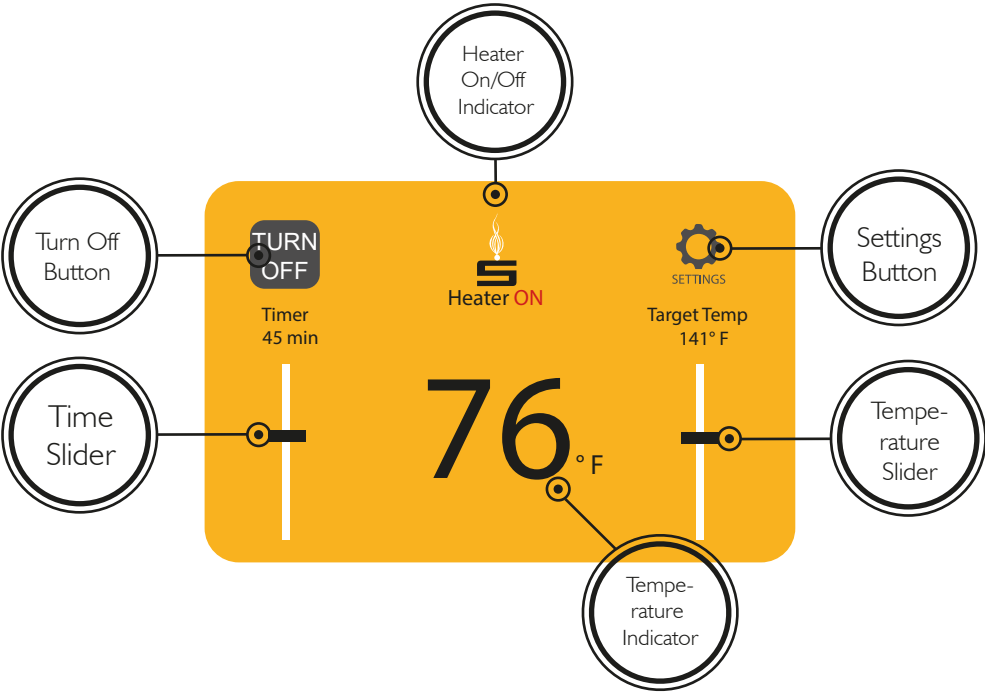 Heater
On/Off
Indicator
Turn Off
Button
TURN
OFF
Heater ON
SETTINGS
Settings
Button
Timer
45 min
Target Temp
141° F
Time
Slider
76° F
Tempe-
rature
Slider
Tempe-
rature
Indicator